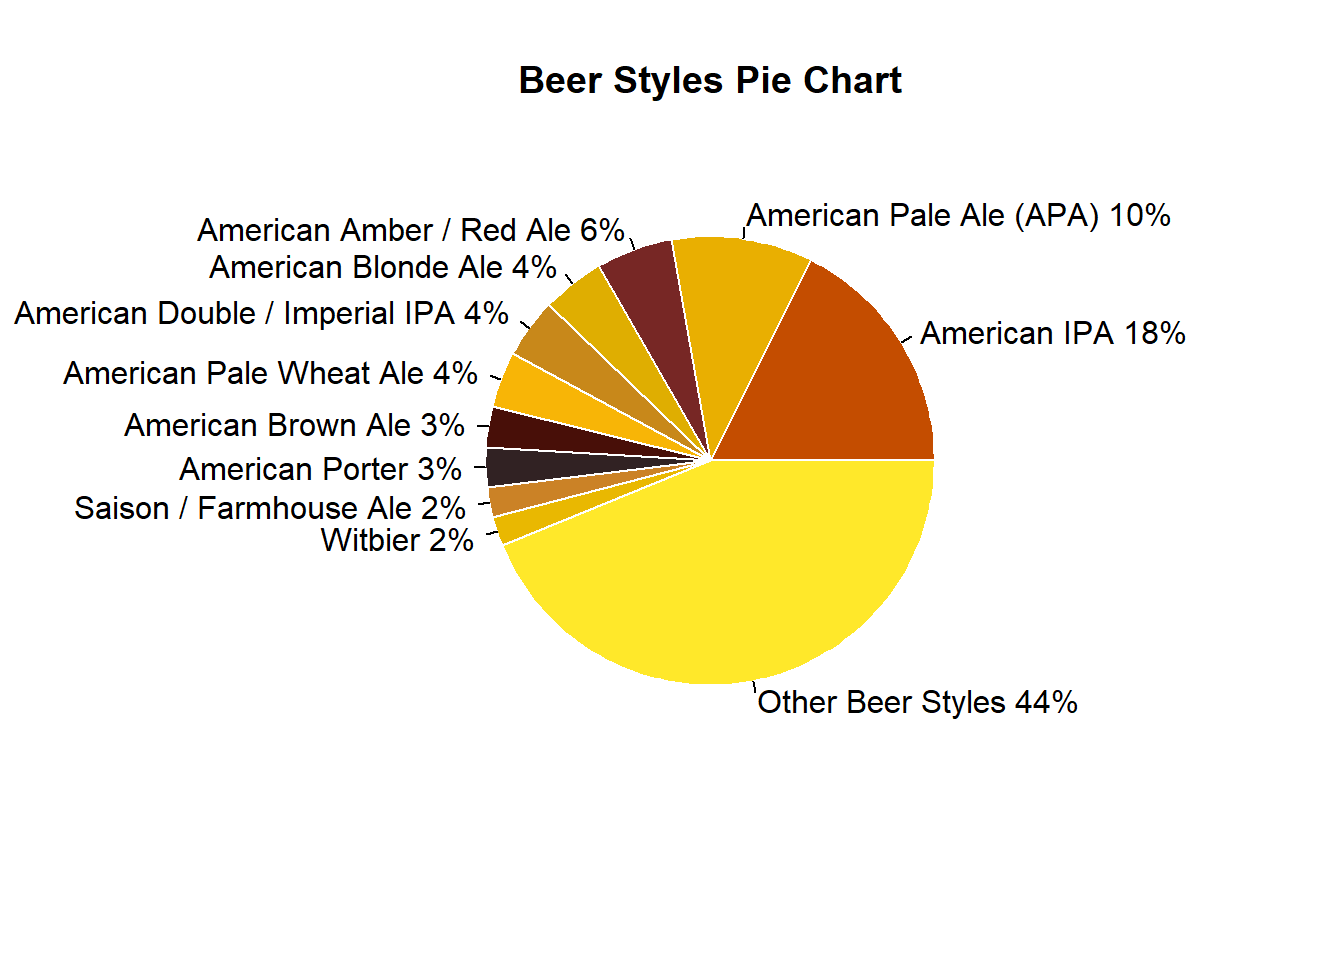 Beer Styles Pie Chart
American Pale Ale (APA) 10%
American Amber / Red Ale 6%
American Blonde Ale 4%
American Double / Imperial IPA 4%
American IPA 18%
American Pale Wheat Ale 4%
American Brown Ale 3%
American Porter 3%
Saison / Farmhouse Ale 2%
Witbier 2%
Other Beer Styles 44%